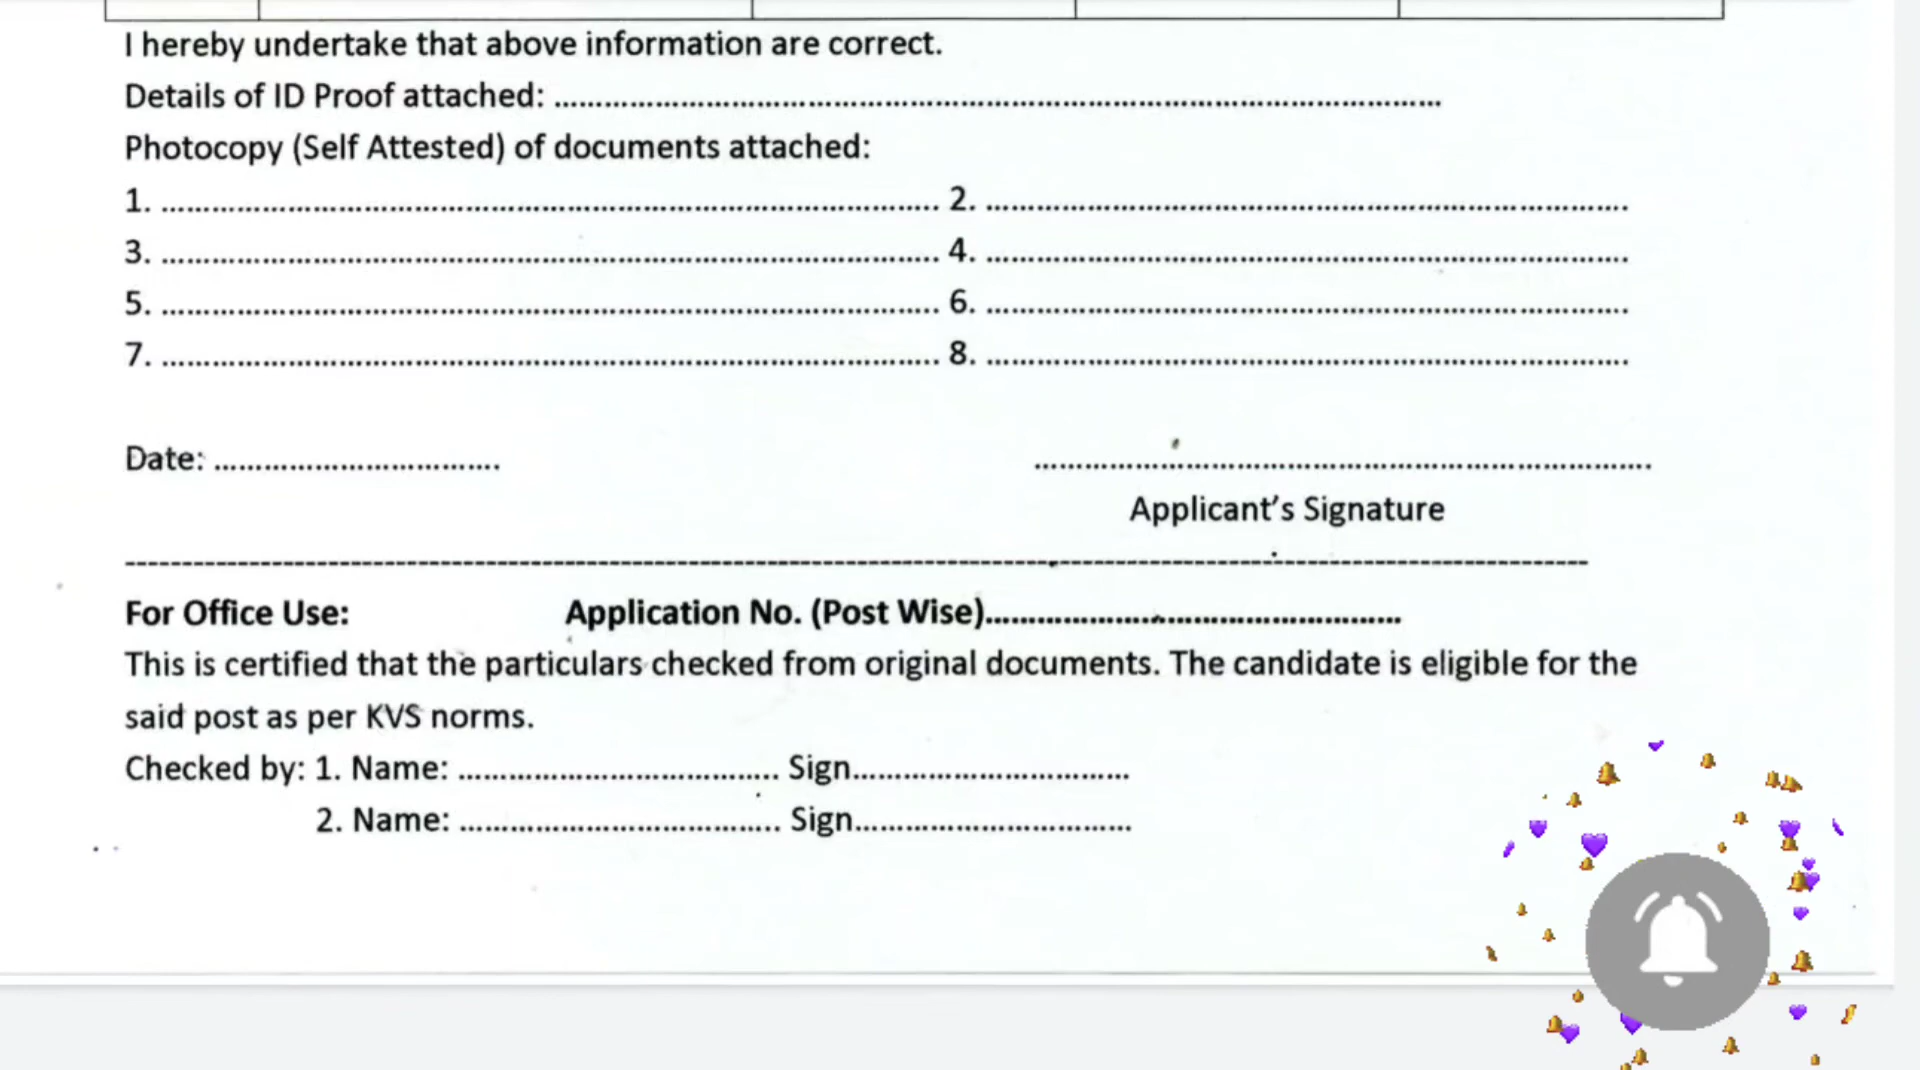 I hereby undertake that above information are correct.
Details of ID Proof attached: ........................................................................................................
Photocopy (Self Attested) of documents attached:
1. ............................................................................................ 2. ............................................................................
3. ............................................................................................ 4. ............................................................................
5. ............................................................................................ 6. ............................................................................
7. ............................................................................................ 8. ............................................................................
Date: ..................................
.........................................................................
Applicant's Signature
For Office Use: Application No. (Post Wise).................................................
This is certified that the particulars checked from original documents. The candidate is eligible for the
said post as per KVS norms.
Checked by: 1. Name: ...................................... Sign.................................
2. Name: ...................................... Sign.................................